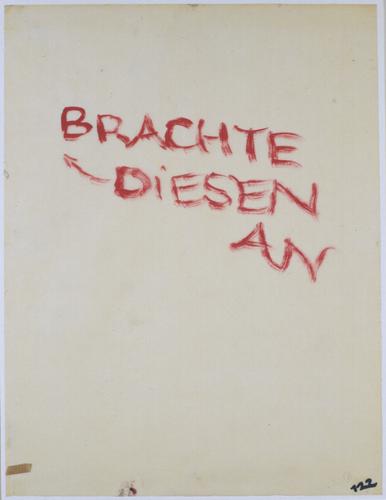 BRACHTE
DiESEN
AN
122